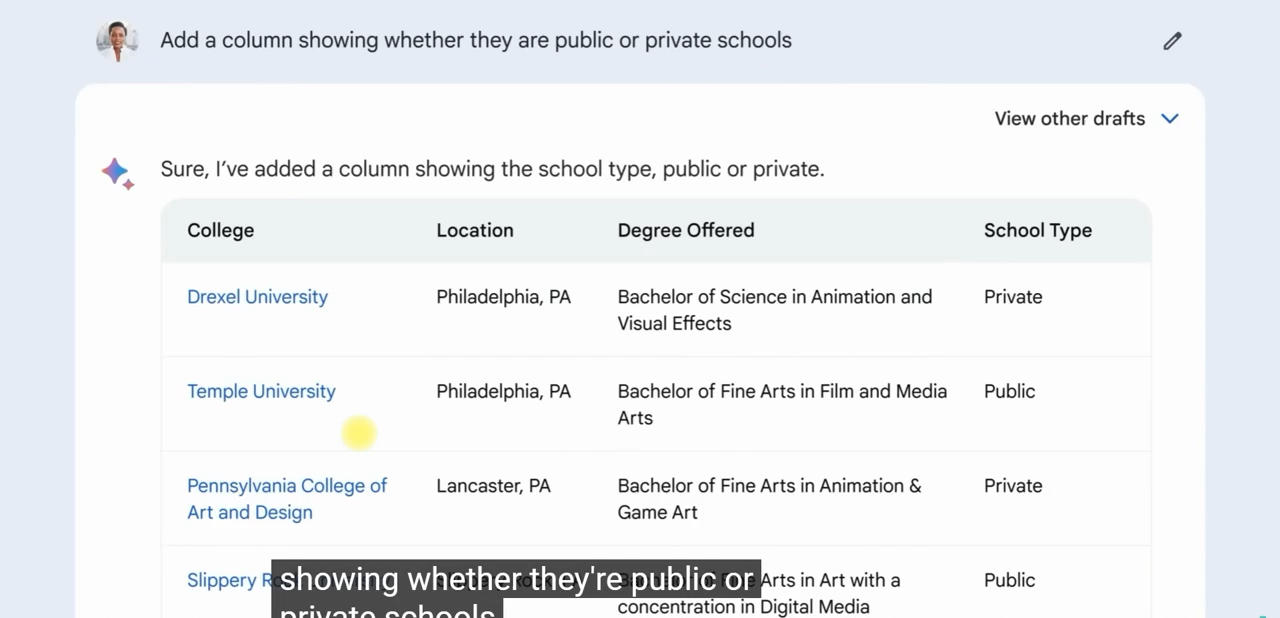 Add a column showing whether they are public or private schools
View other drafts
Sure, I've added a column showing the school type, public or private.
College Location Degree Offered School Type
Drexel University Philadelphia, PA Bachelor of Science in Animation and Private
Visual Effects
Temple University Philadelphia, PA Bachelor of Fine Arts in Film and Media Public
Arts
Pennsylvania College of Lancaster, PA Bachelor of Fine Arts in Animation & Private
Art and Design Game Art
Slippery Arts in Art with a Public
concentration in Digital Media
showing whether they're public or
private schools